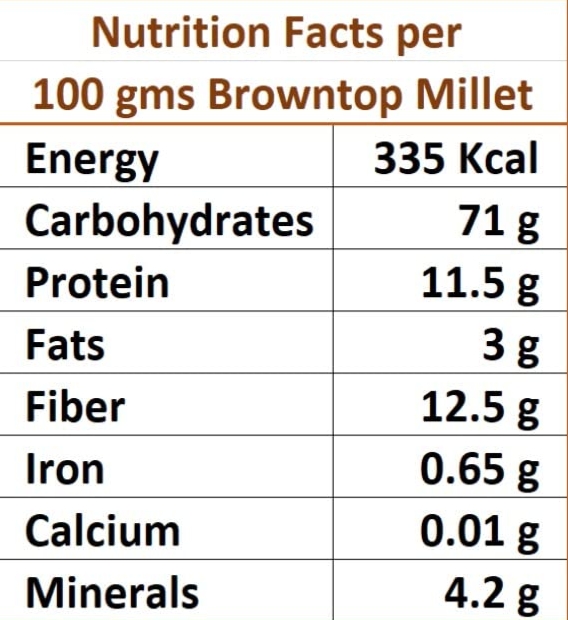 Nutrition Facts per
100 gms Browntop Millet
Energy 335 Kcal
Carbohydrates 71 g
Protein 11.5 g
Fats 3 g
Fiber 12.5 g
Iron 0.65 g
Calcium 0.01 g
Minerals 4.2 g